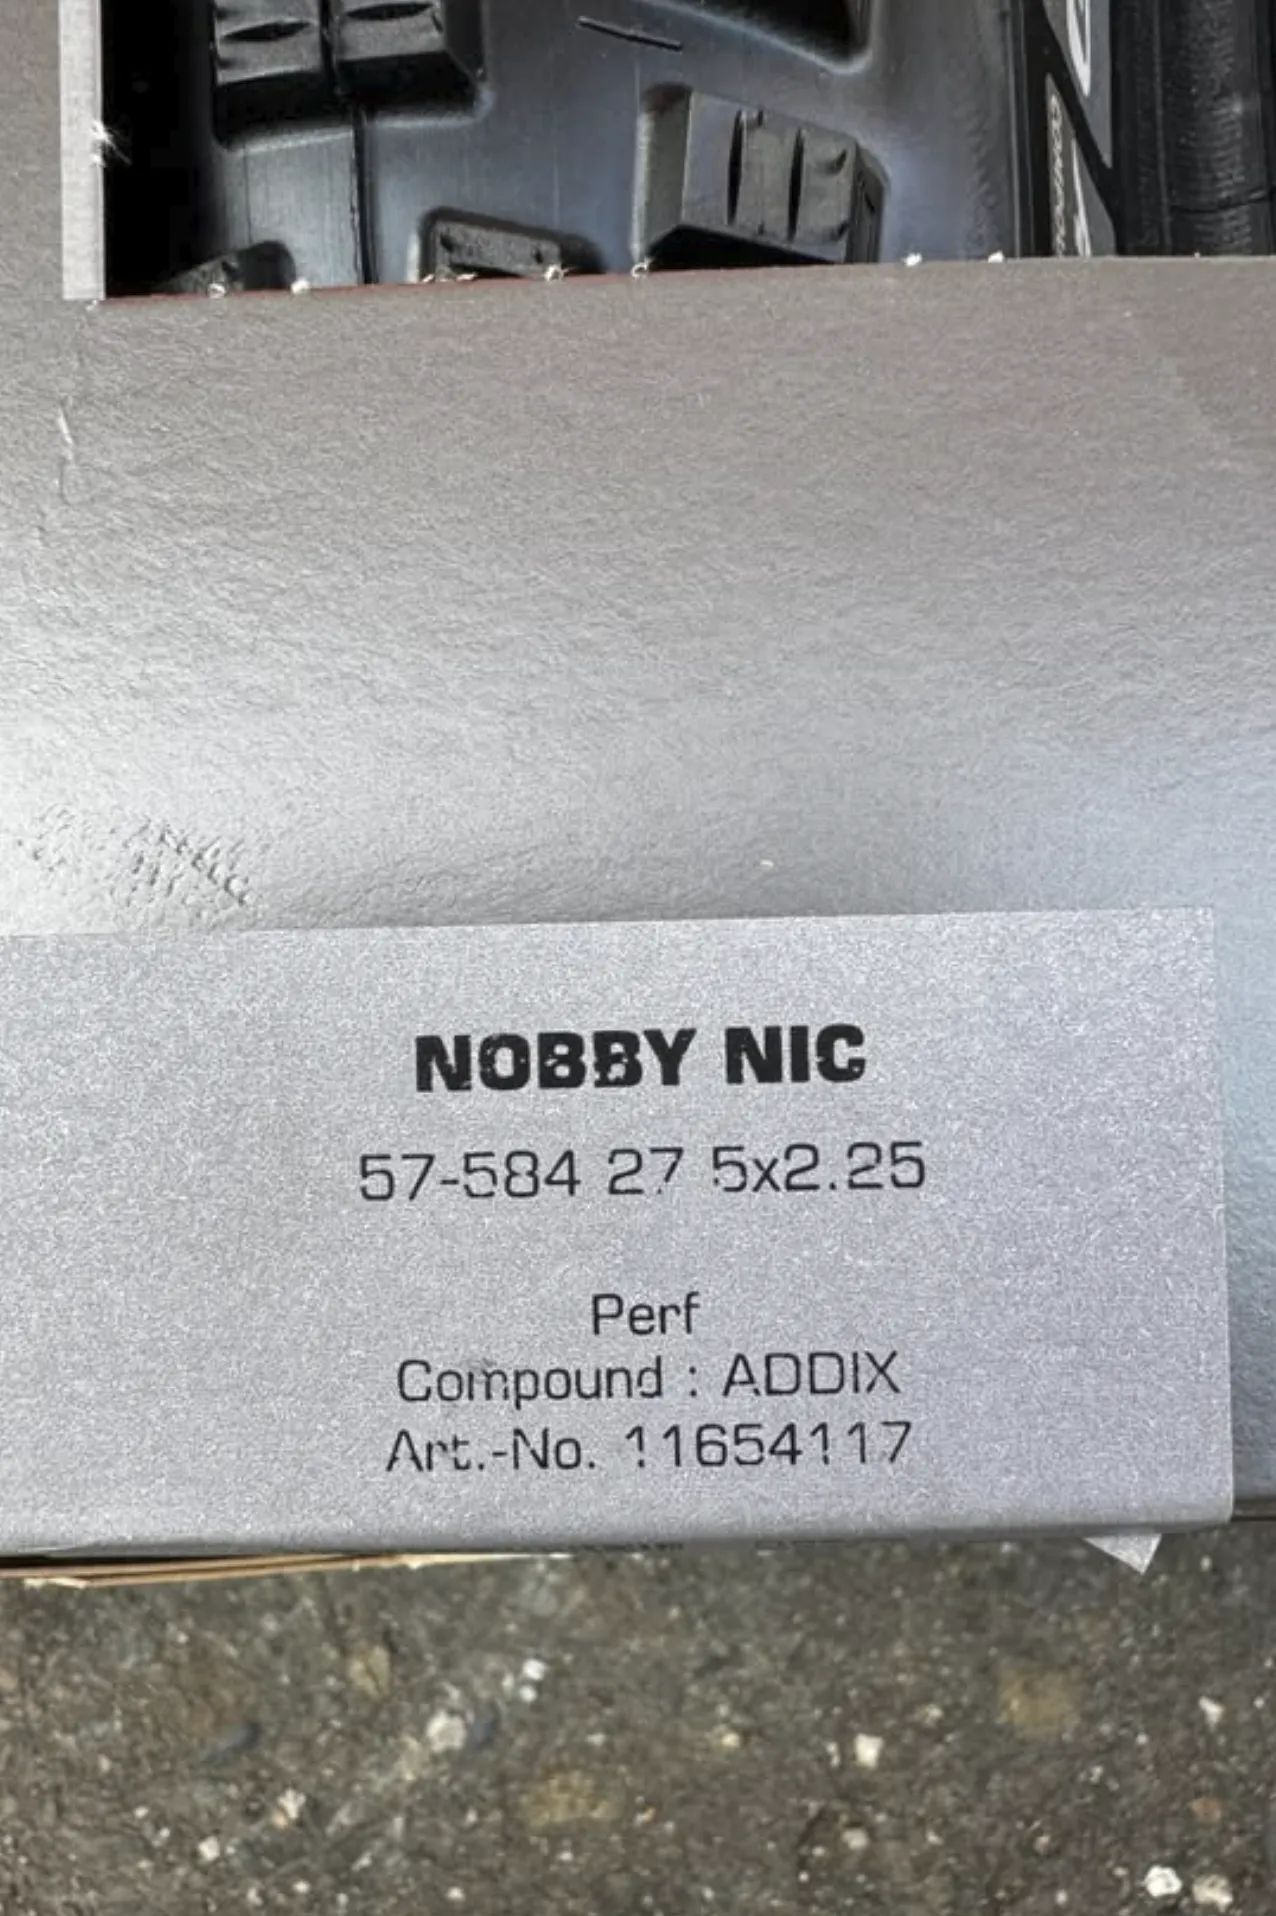 NOBBY NIC
57-584 27.5x2.25
Perf
Compound : ADDIX
Art.-No. 11654117